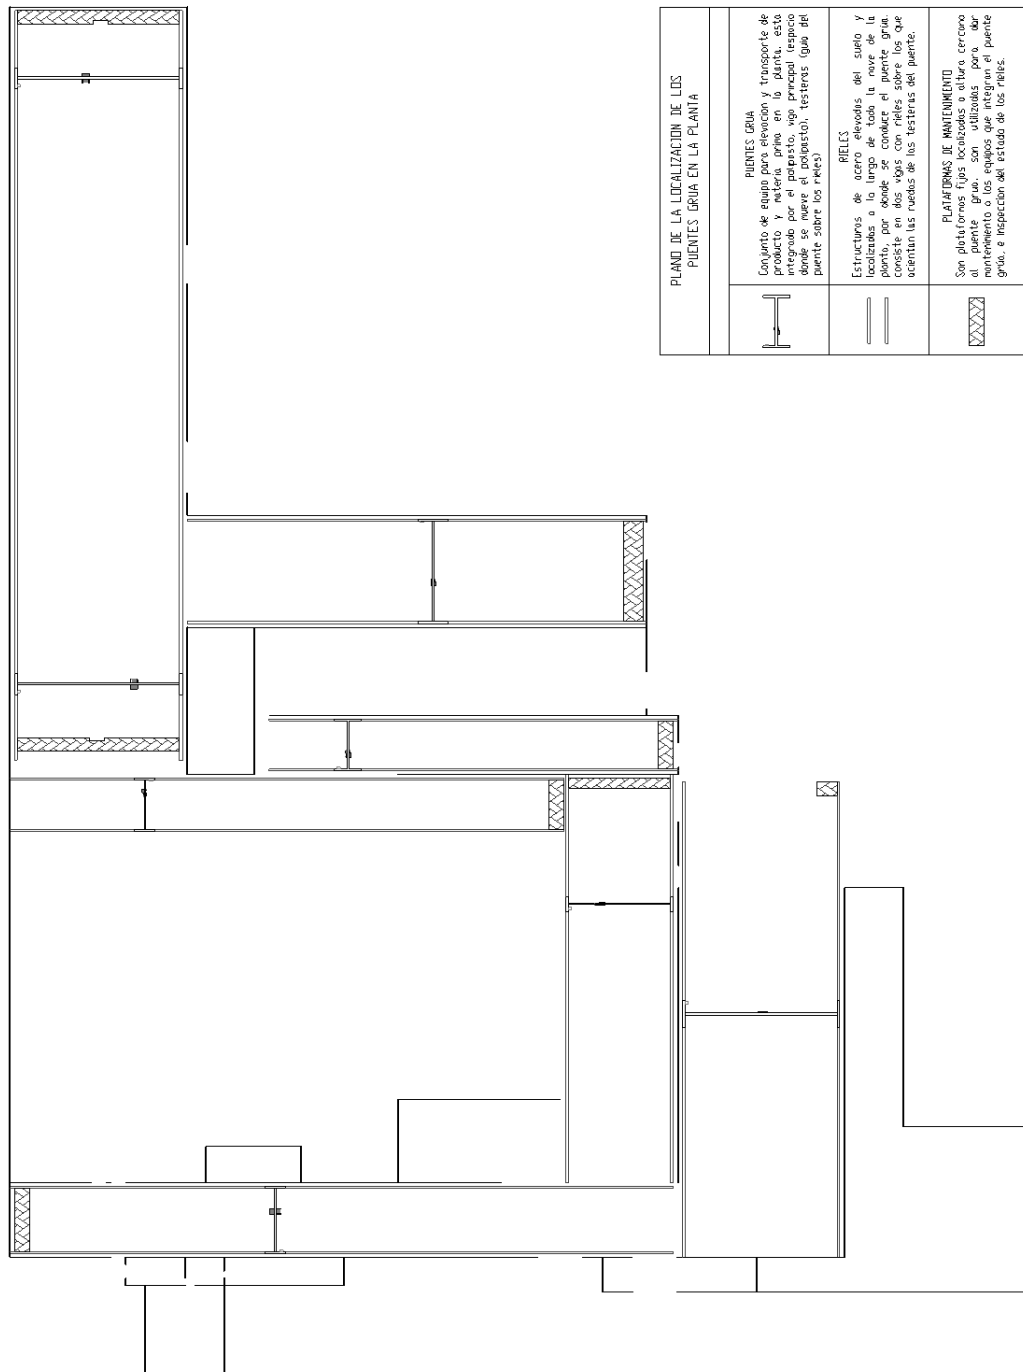 PLANO DE LA LOCALIZACION DE LOS
PUENTES GRUA EN LA PLANTA
PUENTES GRUA
Conjunto de equipo para elevacion y transporte de
producto y materia prima en la planta, esta
integrado por el polipasto, viga principal (espacio
donde se mueve el polipasto), testeras (guia del
puente sobre los rieles)
RIELES
Estructuras de acero elevadas del suelo y
localizadas a lo largo de toda la nave de la
planta, por donde se conduce el puente grúa,
consiste en dos vigas con rieles sobre los que
acientan las ruedas de las testeras del puente.
PLATAFORMAS DE MANTENIMIENTO
Son plataformas fijas localizadas a altura cercana
al puente grua, son utilizadas para dar
mantenimiento a los equipos que integran el puente
grúa, e inspeccion del estado de los rieles.